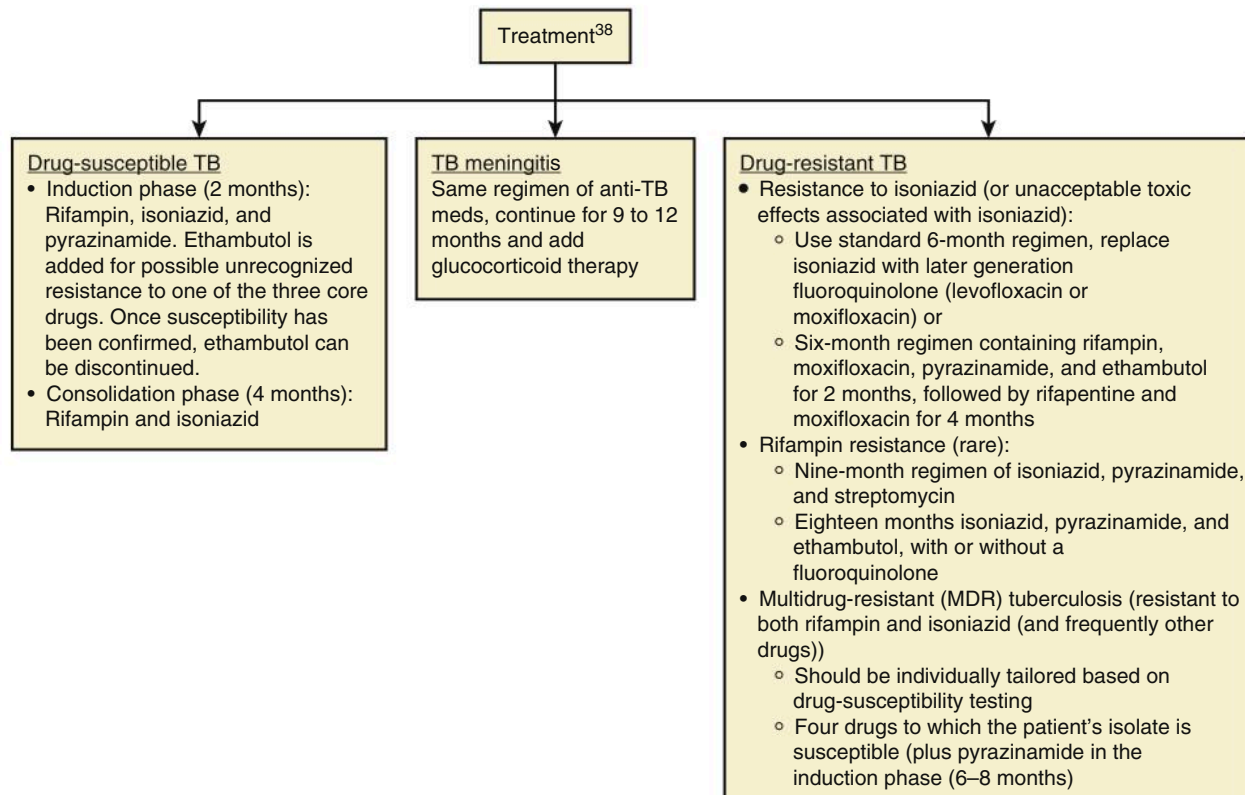 Treatment38
Drug-susceptible TB
• Induction phase (2 months):
Rifampin, isoniazid, and
pyrazinamide. Ethambutol is
added for possible unrecognized
resistance to one of the three core
drugs. Once susceptibility has
been confirmed, ethambutol can
be discontinued.
• Consolidation phase (4 months):
Rifampin and isoniazid
TB meningitis
Same regimen of anti-TB
meds, continue for 9 to 12
months and add
glucocorticoid therapy
Drug-resistant TB
• Resistance to isoniazid (or unacceptable toxic
effects associated with isoniazid):
○ Use standard 6-month regimen, replace
isoniazid with later generation
fluoroquinolone (levofloxacin or
moxifloxacin) or
○ Six-month regimen containing rifampin,
moxifloxacin, pyrazinamide, and ethambutol
for 2 months, followed by rifapentine and
moxifloxacin for 4 months
• Rifampin resistance (rare):
○ Nine-month regimen of isoniazid, pyrazinamide,
and streptomycin
○ Eighteen months isoniazid, pyrazinamide, and
ethambutol, with or without a
fluoroquinolone
• Multidrug-resistant (MDR) tuberculosis (resistant to
both rifampin and isoniazid (and frequently other
drugs))
○ Should be individually tailored based on
drug-susceptibility testing
○ Four drugs to which the patient's isolate is
susceptible (plus pyrazinamide in the
induction phase (6–8 months)